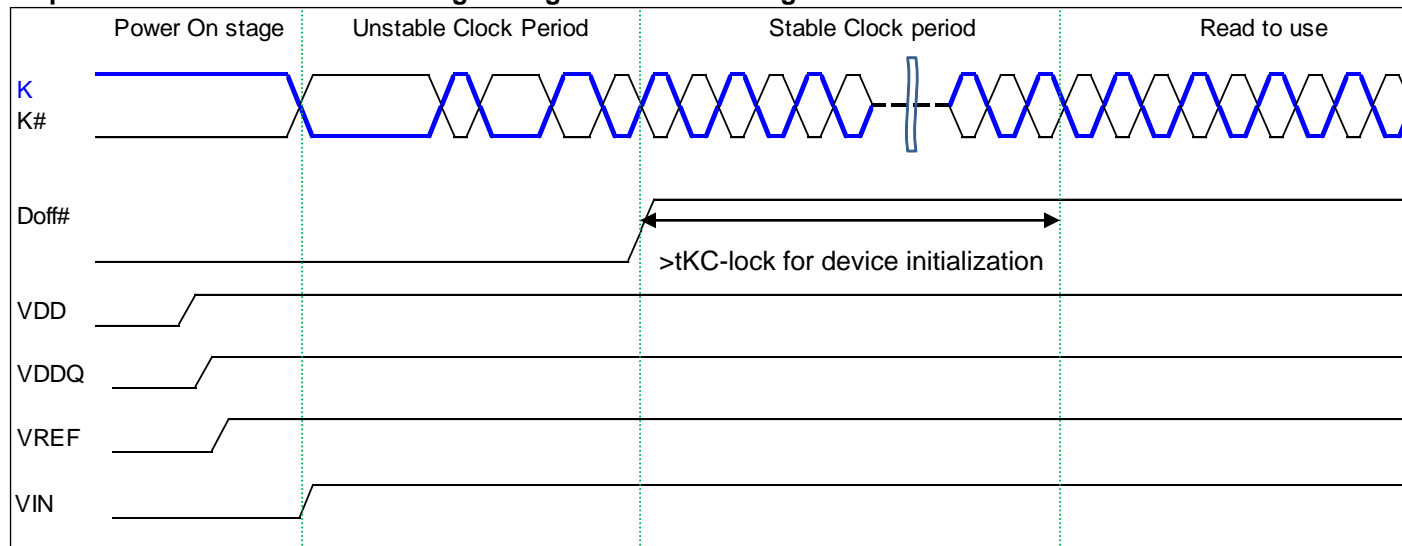 Power On stage Unstable Clock Period Stable Clock period Read to use
K
K#
Doff#
>tKC-lock for device initialization
VDD
VDDQ
VREF
VIN